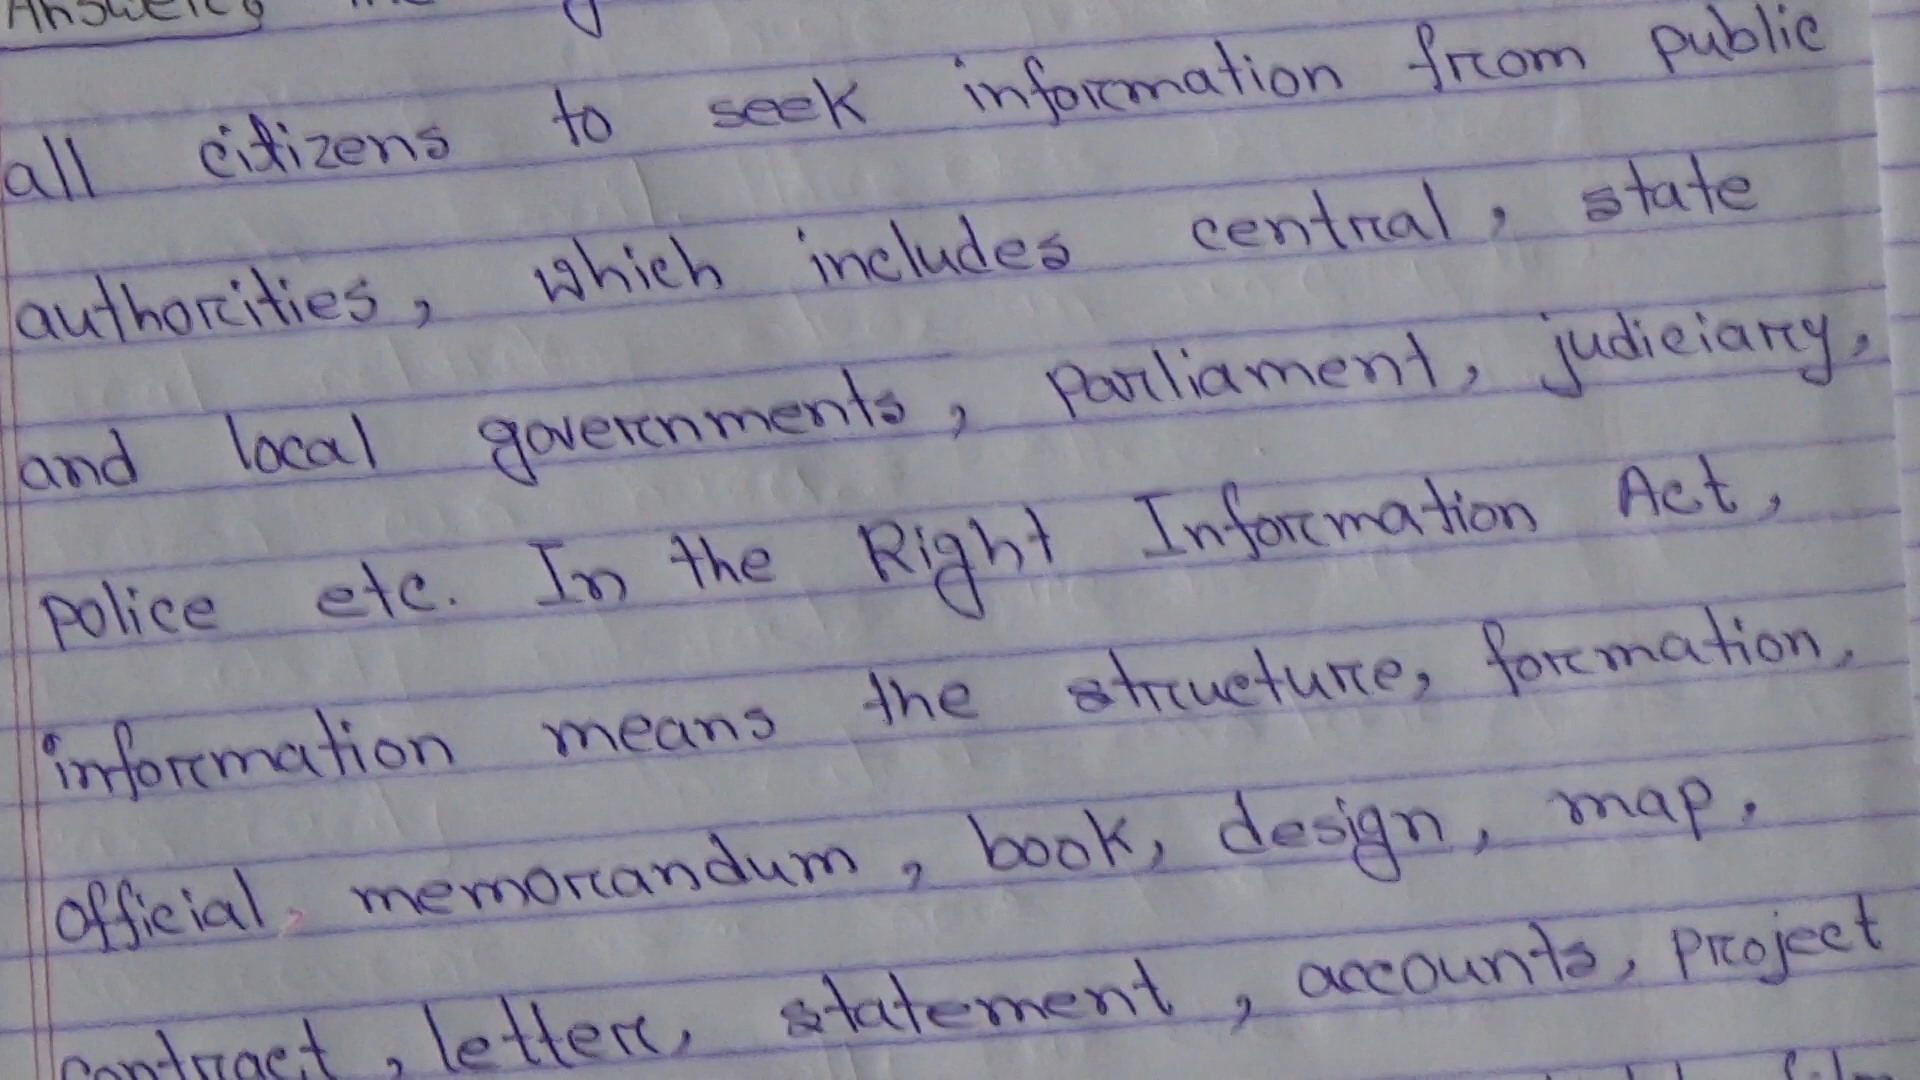 Answer:
all citizens to seek information from public
authorities, which includes central, state
and local governments, parliament, judiciary,
police etc. In the Right Information Act,
information means the structure, formation,
official, memorandum, book, design, map,
contract, letter, statement, accounts, project